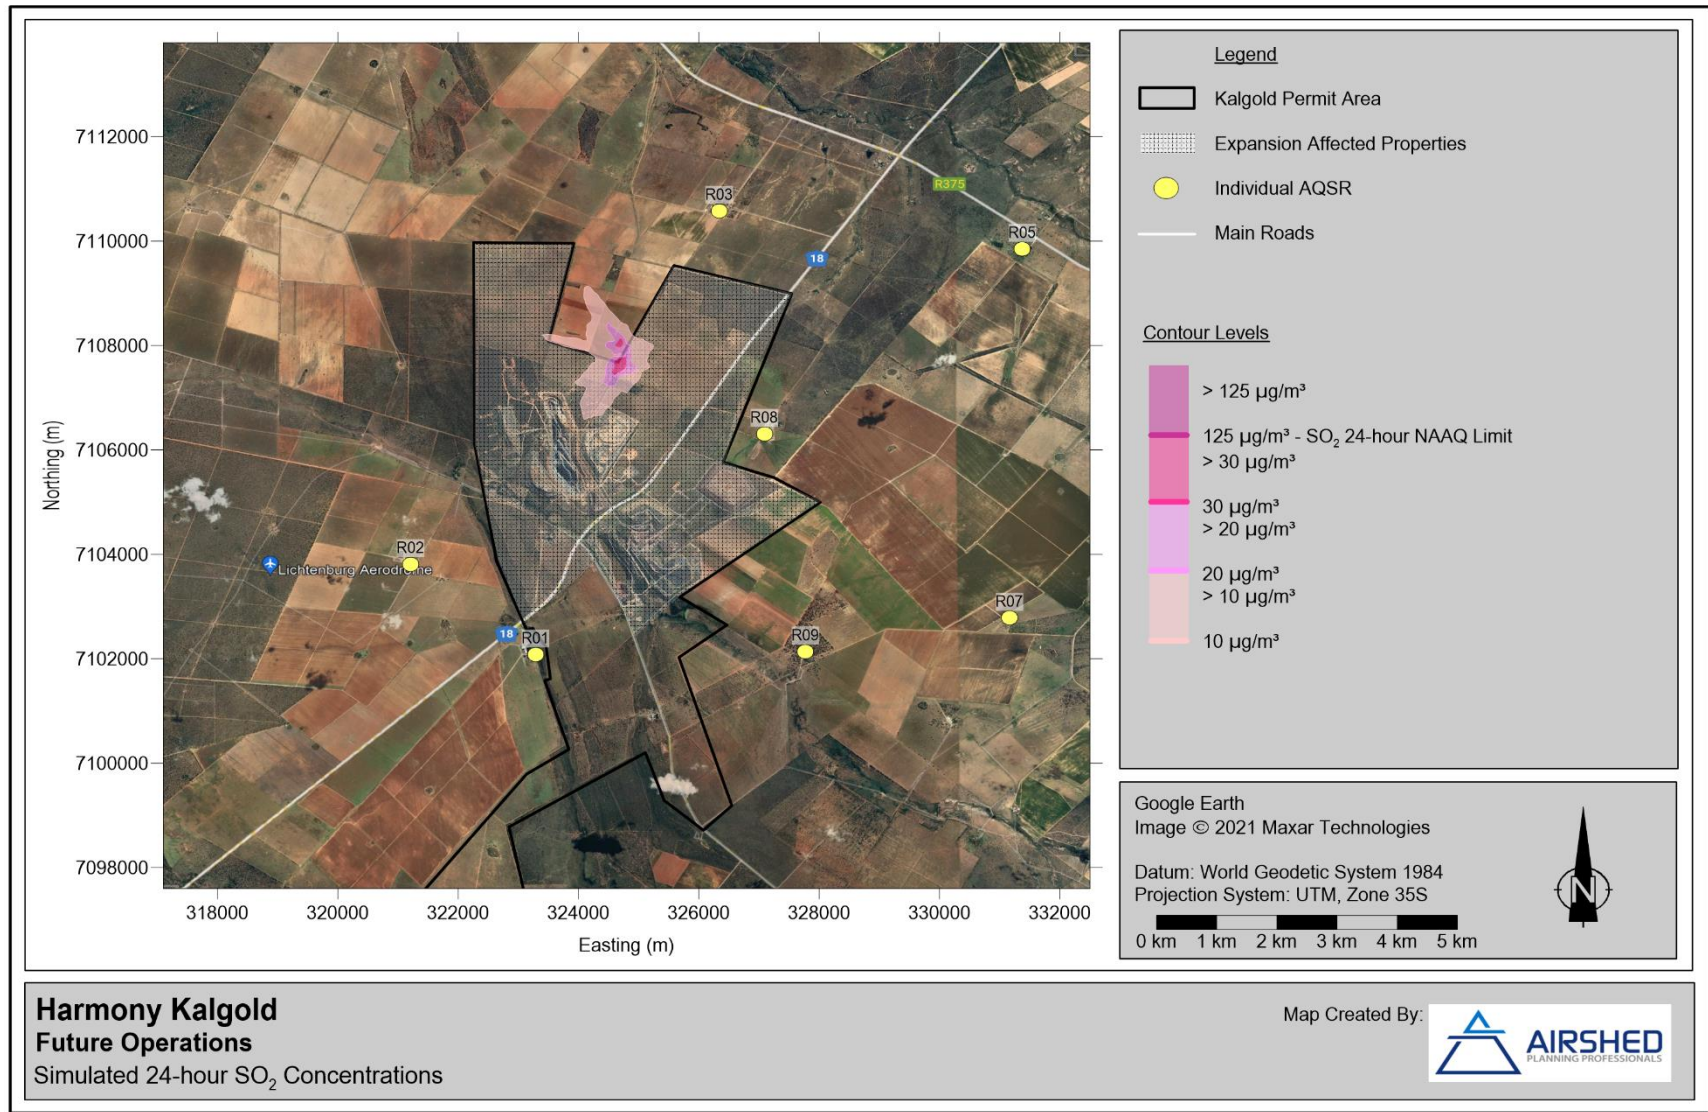 7112000
7110000
7108000
7106000
7104000
7102000
7100000
7098000
Northing (m)
318000 320000 322000 324000 326000 328000 330000 332000
Easting (m)
R03
R375
R05
18
R08
R02
Lichtenburg Aerodrome
R07
18
R01
R09
Legend
Kalgold Permit Area
Expansion Affected Properties
Individual AQSR
Main Roads
Contour Levels
> 125 µg/m³
125 µg/m³ - SO₂ 24-hour NAAQ Limit
> 30 µg/m³
30 µg/m³
> 20 µg/m³
20 µg/m³
> 10 µg/m³
10 µg/m³
Google Earth
Image © 2021 Maxar Technologies
Datum: World Geodetic System 1984
Projection System: UTM, Zone 35S
N
0 km 1 km 2 km 3 km 4 km 5 km
Harmony Kalgold
Future Operations
Simulated 24-hour SO₂ Concentrations
Map Created By:
AIRSHED
PLANNING PROFESSIONALS